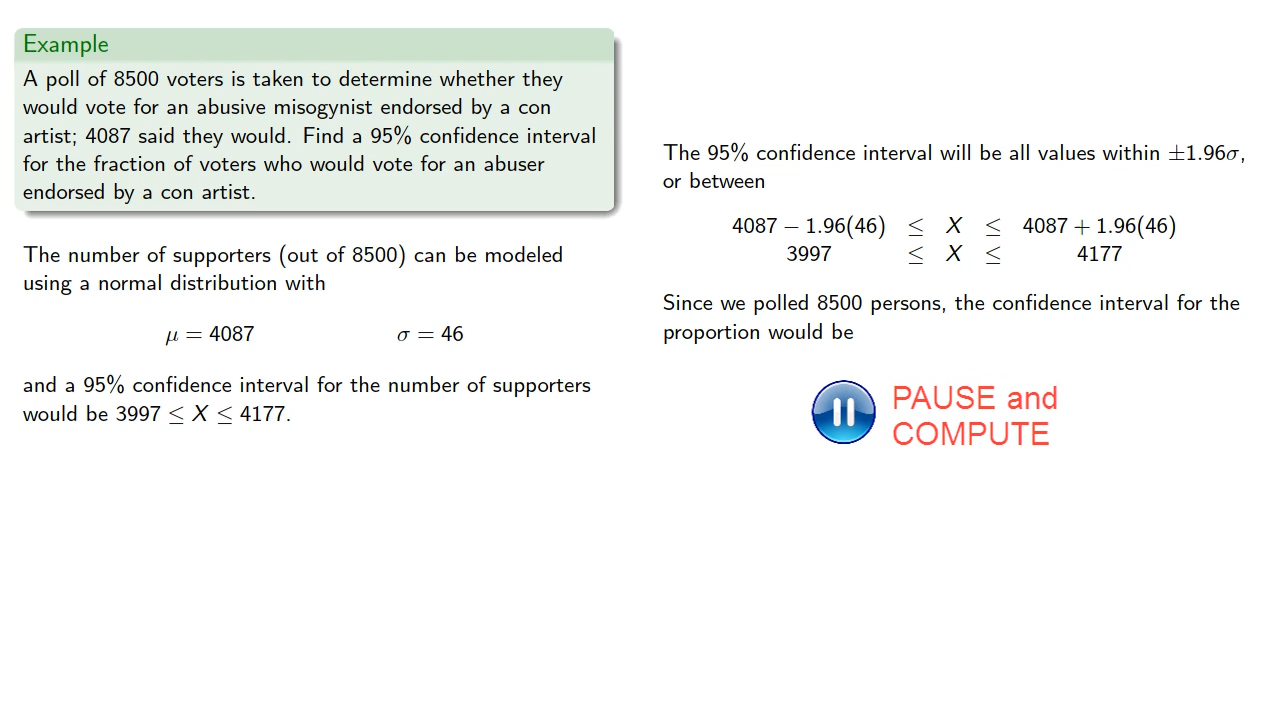 Example
A poll of 8500 voters is taken to determine whether they
would vote for an abusive misogynist endorsed by a con
artist; 4087 said they would. Find a 95% confidence interval
for the fraction of voters who would vote for an abuser
endorsed by a con artist.
The number of supporters (out of 8500) can be modeled
using a normal distribution with
μ = 4087 σ = 46
and a 95% confidence interval for the number of supporters
would be 3997 ≤ X ≤ 4177.
The 95% confidence interval will be all values within ±1.96σ,
or between
4087 − 1.96(46) ≤ X ≤ 4087 + 1.96(46)
3997 ≤ X ≤ 4177
Since we polled 8500 persons, the confidence interval for the
proportion would be
PAUSE and
COMPUTE